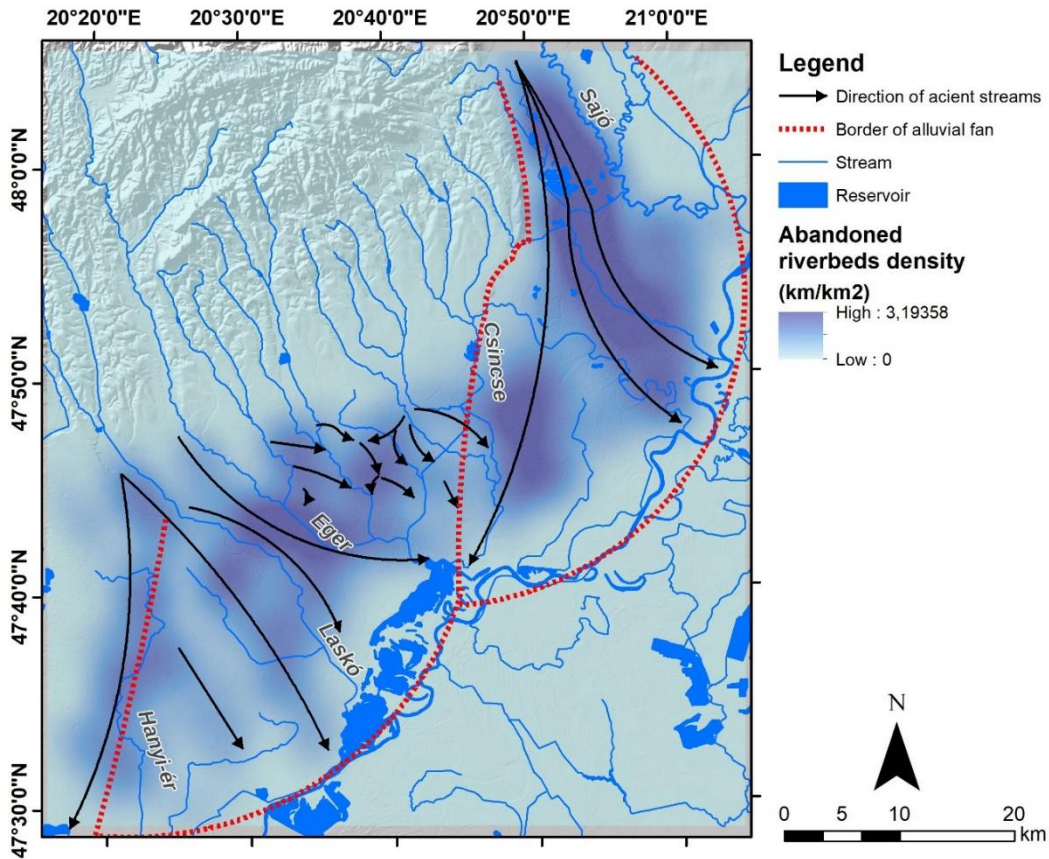 20°20'0"E
20°30'0"E
20°40'0"E
20°50'0"E
21°0'0"E
48°0'0"N
47°50'0"N
47°40'0"N
47°30'0"N
Sajó
Csincse
Eger
Laskó
Hanyi-ér
Legend
Direction of acient streams
Border of alluvial fan
Stream
Reservoir
Abandoned
riverbeds density
(km/km2)
High : 3,19358
Low : 0
N
0 5 10 20
km